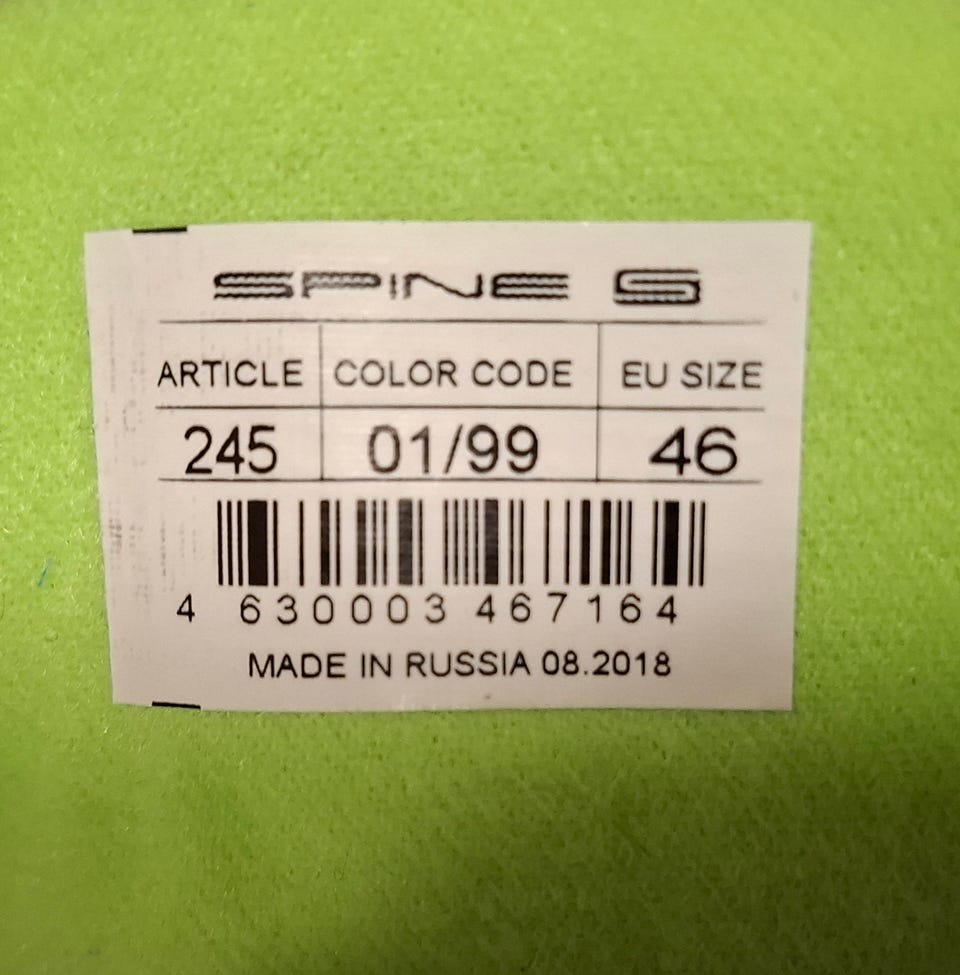 SPINE S
ARTICLE COLOR CODE EU SIZE
245 01/99 46
4 630003 467164
MADE IN RUSSIA 08.2018